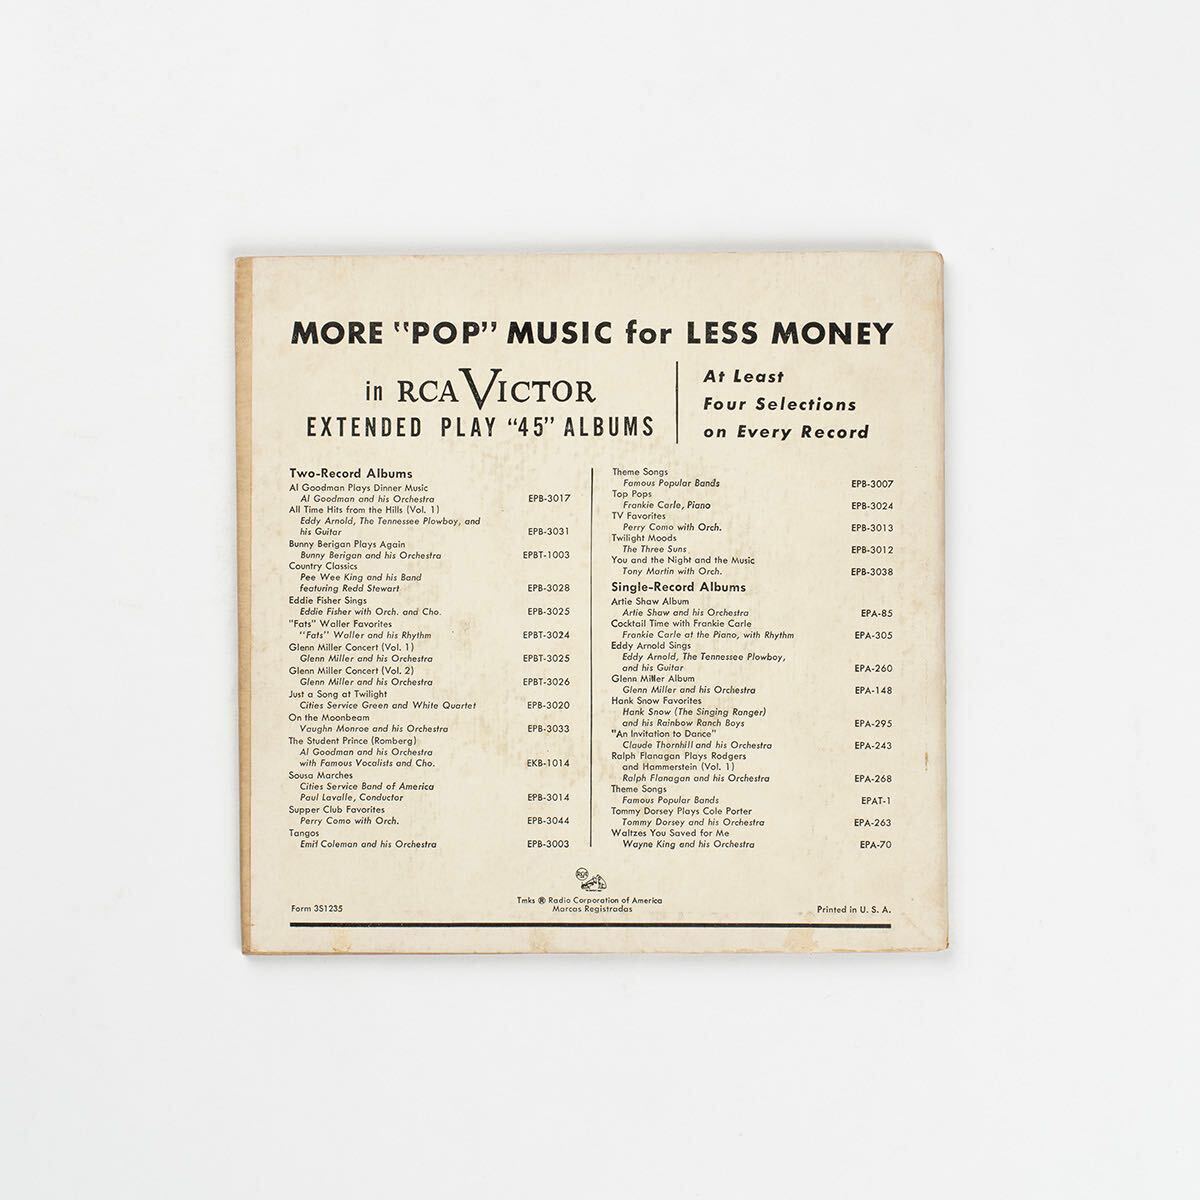 MORE "POP" MUSIC for LESS MONEY
in RCA VICTOR
EXTENDED PLAY "45" ALBUMS
At Least
Four Selections
on Every Record
Two-Record Albums
Al Goodman Plays Dinner Music
Al Goodman and his Orchestra EPB-3017
All Time Hits from the Hills (Vol. 1)
Eddy Arnold, The Tennessee Plowboy, and
his Guitar EPB-3031
Bunny Berigan Plays Again
Bunny Berigan and his Orchestra EPBT-1003
Country Classics
Pee Wee King and his Band
featuring Redd Stewart EPB-3028
Eddie Fisher Sings
Eddie Fisher with Orch. and Cho. EPB-3025
"Fats" Waller Favorites
"Fats" Waller and his Rhythm EPBT-3024
Glenn Miller Concert (Vol. 1)
Glenn Miller and his Orchestra EPBT-3025
Glenn Miller Concert (Vol. 2)
Glenn Miller and his Orchestra EPBT-3026
Just a Song at Twilight
Cities Service Green and White Quartet EPB-3020
On the Moonbeam
Vaughn Monroe and his Orchestra EPB-3033
The Student Prince (Romberg)
Al Goodman and his Orchestra
with Famous Vocalists and Cho. EKB-1014
Sousa Marches
Cities Service Band of America
Paul Lavalle, Conductor EPB-3014
Supper Club Favorites
Perry Como with Orch. EPB-3044
Tangos
Emil Coleman and his Orchestra EPB-3003
Theme Songs
Famous Popular Bands EPB-3007
Top Pops
Frankie Carle, Piano EPB-3024
TV Favorites
Perry Como with Orch. EPB-3013
Twilight Moods
The Three Suns EPB-3012
You and the Night and the Music
Tony Martin with Orch. EPB-3038
Single-Record Albums
Artie Shaw Album
Artie Shaw and his Orchestra EPA-85
Cocktail Time with Frankie Carle
Frankie Carle at the Piano, with Rhythm EPA-305
Eddy Arnold Sings
Eddy Arnold, The Tennessee Plowboy,
and his Guitar EPA-260
Glenn Miller Album
Glenn Miller and his Orchestra EPA-148
Hank Snow Favorites
Hank Snow (The Singing Ranger)
and his Rainbow Ranch Boys EPA-295
"An Invitation to Dance"
Claude Thornhill and his Orchestra EPA-243
Ralph Flanagan Plays Rodgers
and Hammerstein (Vol. 1)
Ralph Flanagan and his Orchestra EPA-268
Theme Songs
Famous Popular Bands EPAT-1
Tommy Dorsey Plays Cole Porter
Tommy Dorsey and his Orchestra EPA-263
Waltzes You Saved for Me
Wayne King and his Orchestra EPA-70
RCA
Form 3S1235
Tmks ® Radio Corporation of America
Marcas Registradas
Printed in U. S. A.